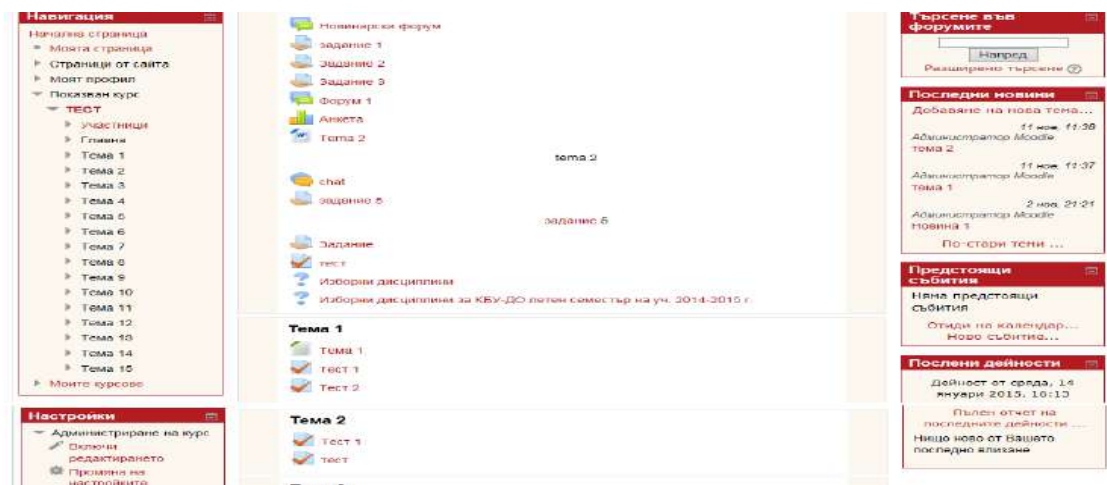 Навигация
Начална страница
Моята страница
Страници от сайта
Моят профил
Показван курс
ТЕСТ
Участници
Главна
Тема 1
Тема 2
Тема 3
Тема 4
Тема 5
Тема 6
Тема 7
Тема 8
Тема 9
Тема 10
Тема 11
Тема 12
Тема 13
Тема 14
Тема 15
Моите курсове
Настройки
Администриране на курс
Включи
редактирането
Промяна на
настройките
Новинарски форум
задание 1
Задание 2
Задание 3
Форум 1
Анкета
Тема 2
tema 2
chat
задание 5
задание 5
Задание
тест
Изборни дисциплини
Изборни дисциплини за КБУ-ДО летен семестър на уч. 2014-2015 г.
Тема 1
Тема 1
Тест 1
Тест 2
Тема 2
Тест 1
тест
Търсене във
форумите
Напред
Разширено търсене
Последни новини
Добавяне на нова тема...
11 ное, 11:38
Администратор Moodle
тема 2
11 ное, 11:37
Администратор Moodle
тема 1
2 ное, 21:21
Администратор Moodle
Новина 1
По-стари теми ...
Предстоящи
събития
Няма предстоящи
събития
Отиди на календар...
Ново събитие...
Послени дейности
Дейност от сряда, 14
януари 2015, 16:13
Пълен отчет на
последните дейности ...
Нищо ново от Вашето
последно влизане